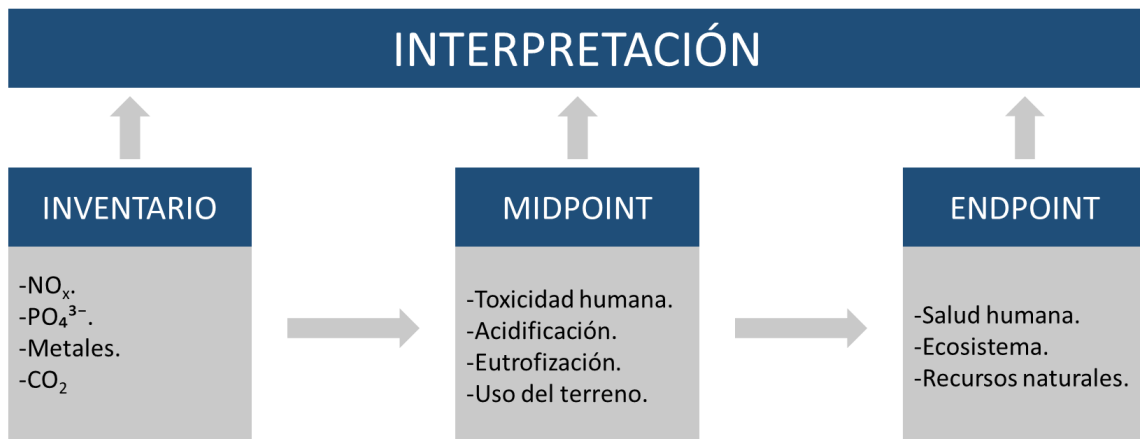 INTERPRETACIÓN
INVENTARIO
-NOₓ.
-PO₄³⁻.
-Metales.
-CO₂
MIDPOINT
-Toxicidad humana.
-Acidificación.
-Eutrofización.
-Uso del terreno.
ENDPOINT
-Salud humana.
-Ecosistema.
-Recursos naturales.